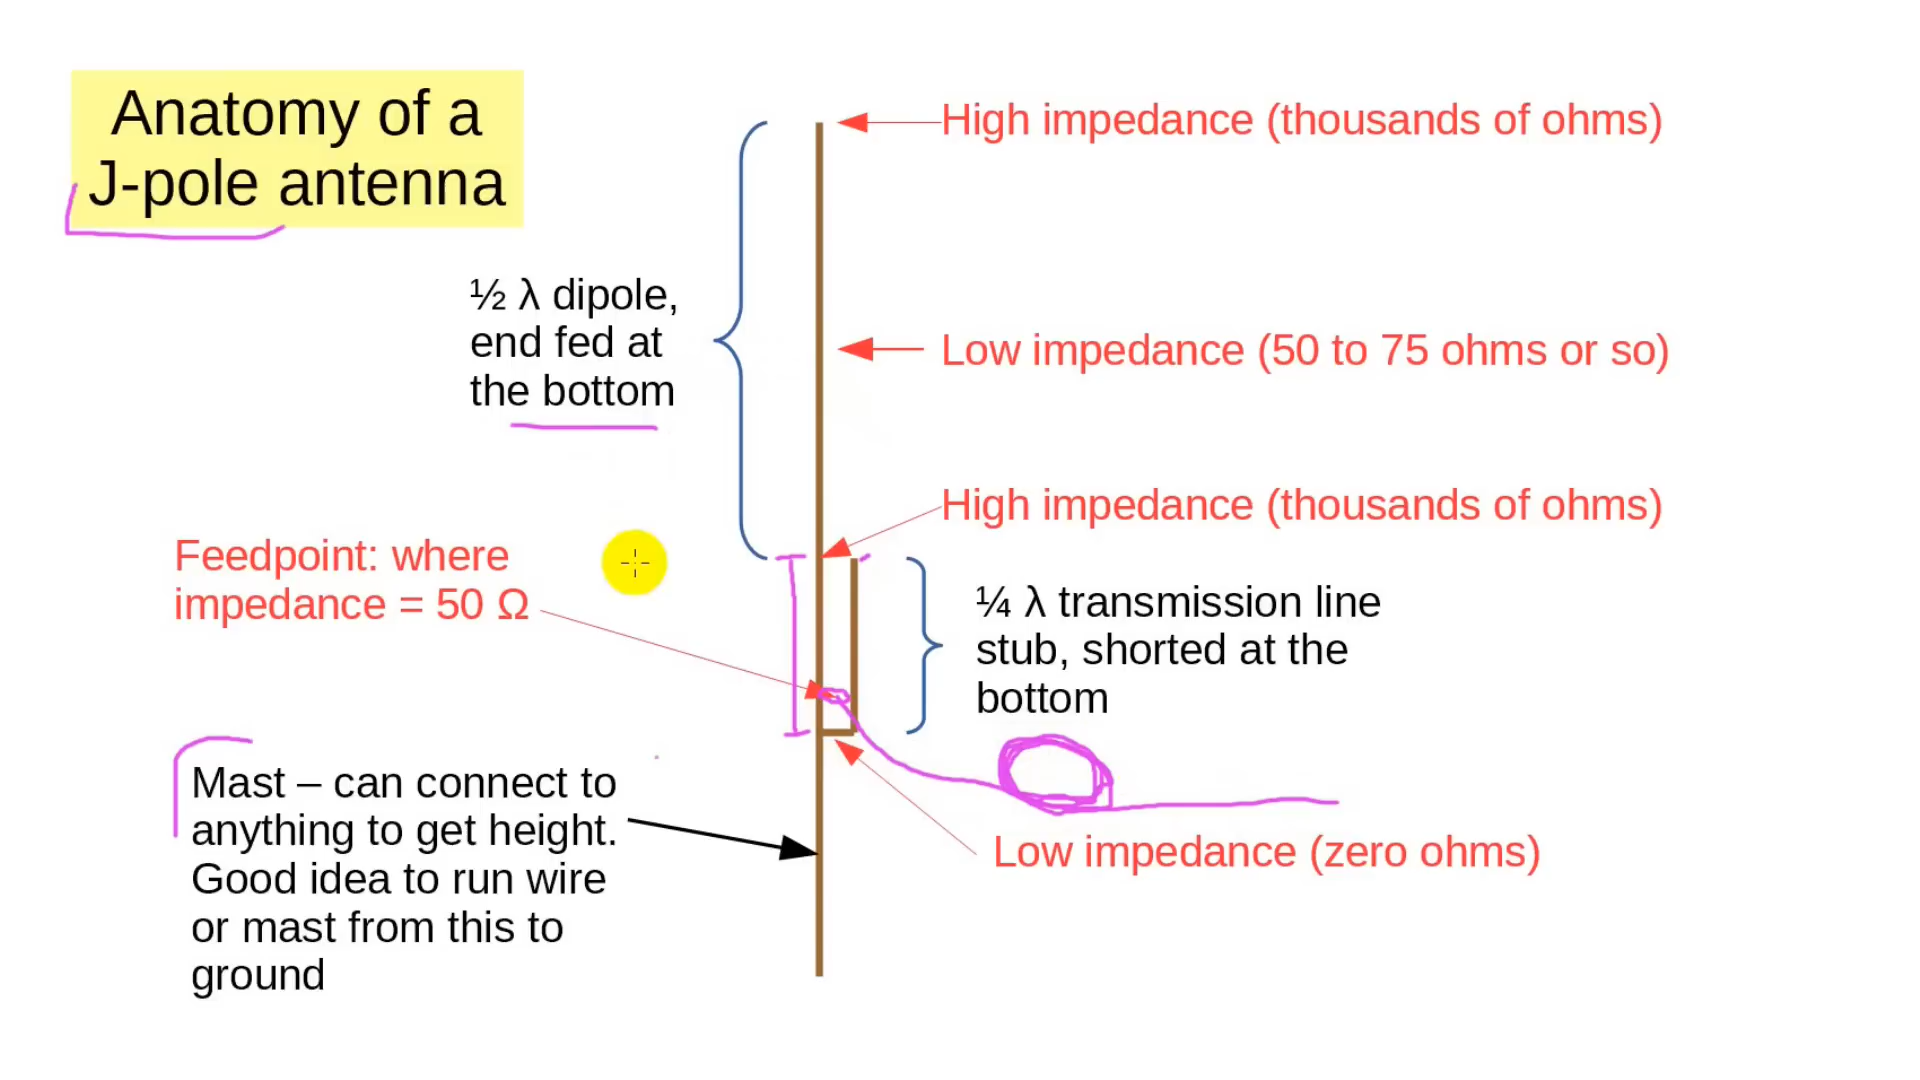 Anatomy of a
J-pole antenna
High impedance (thousands of ohms)
½ λ dipole,
end fed at
the bottom
Low impedance (50 to 75 ohms or so)
High impedance (thousands of ohms)
Feedpoint: where
impedance = 50 Ω
¼ λ transmission line
stub, shorted at the
bottom
Mast – can connect to
anything to get height.
Good idea to run wire
or mast from this to
ground
Low impedance (zero ohms)